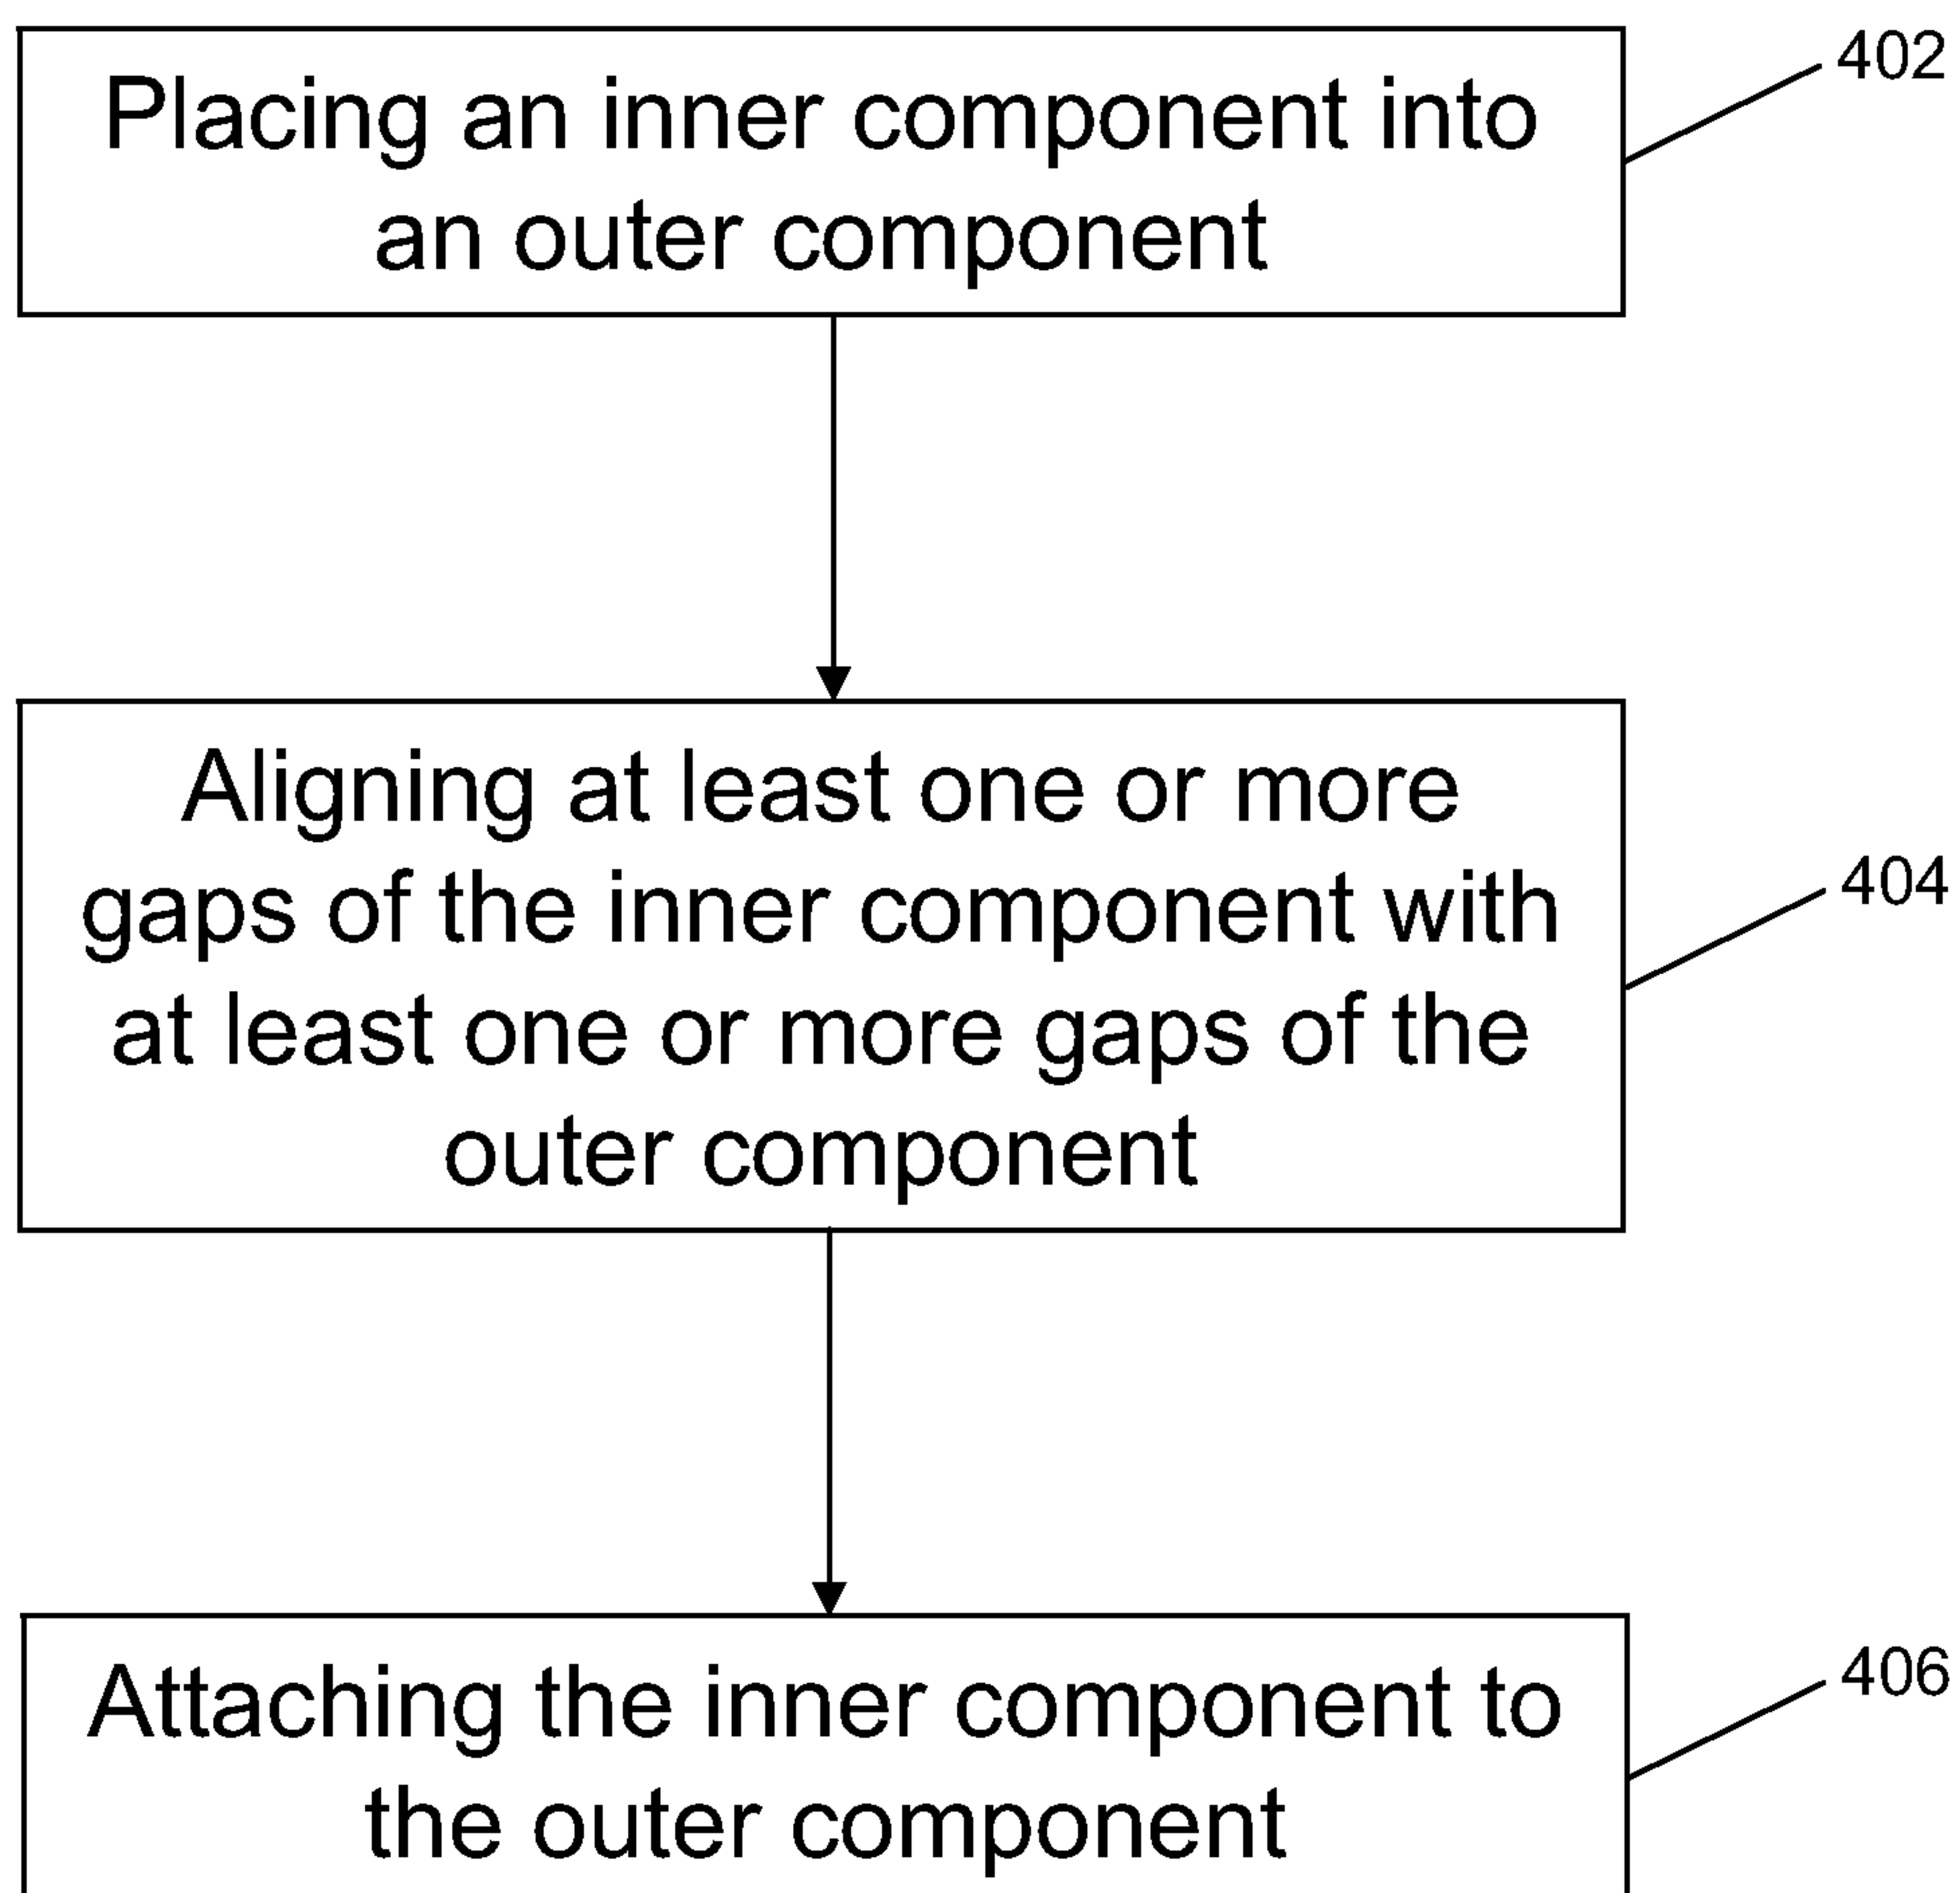 Placing an inner component into
an outer component
402
Aligning at least one or more
gaps of the inner component with
at least one or more gaps of the
outer component
404
Attaching the inner component to
the outer component
406